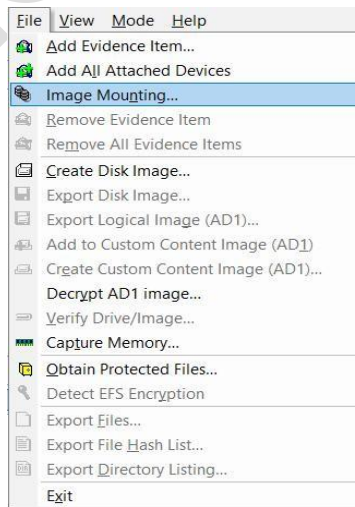 File View Mode Help
Add Evidence Item...
Add All Attached Devices
Image Mounting...
Remove Evidence Item
Remove All Evidence Items
Create Disk Image...
Export Disk Image...
Export Logical Image (AD1)...
Add to Custom Content Image (AD1)
Create Custom Content Image (AD1)...
Decrypt AD1 image...
Verify Drive/Image...
Capture Memory...
Obtain Protected Files...
Detect EFS Encryption
Export Files...
Export File Hash List...
Export Directory Listing...
Exit